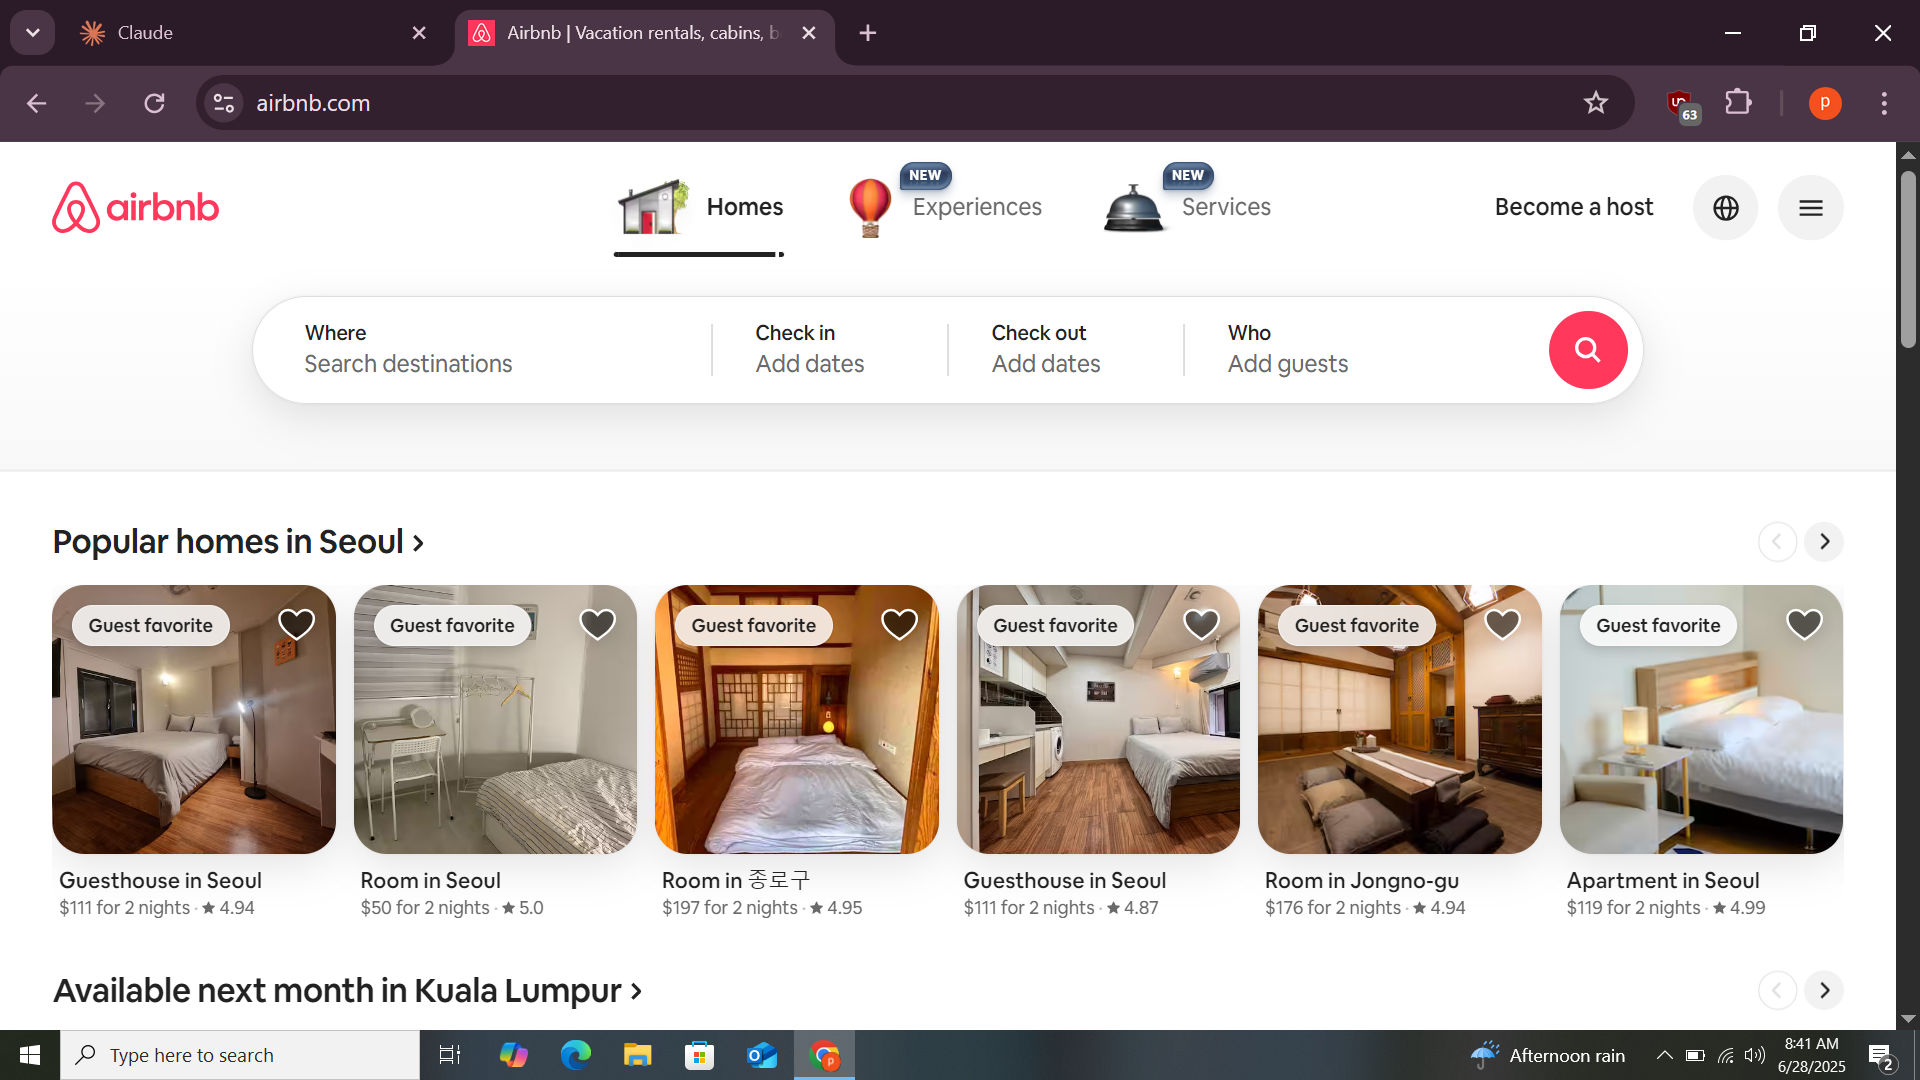 Claude
Airbnb | Vacation rentals, cabins, b
airbnb.com
63
p
airbnb
Homes
NEW
Experiences
NEW
Services
Become a host
Where
Search destinations
Check in
Add dates
Check out
Add dates
Who
Add guests
Popular homes in Seoul
Guest favorite
Guest favorite
Guest favorite
Guest favorite
Guest favorite
Guest favorite
Guesthouse in Seoul
$111 for 2 nights · ★ 4.94
Room in Seoul
$50 for 2 nights · ★ 5.0
Room in 종로구
$197 for 2 nights · ★ 4.95
Guesthouse in Seoul
$111 for 2 nights · ★ 4.87
Room in Jongno-gu
$176 for 2 nights · ★ 4.94
Apartment in Seoul
$119 for 2 nights · ★ 4.99
Available next month in Kuala Lumpur
Type here to search
p
Afternoon rain
8:41 AM
6/28/2025
2